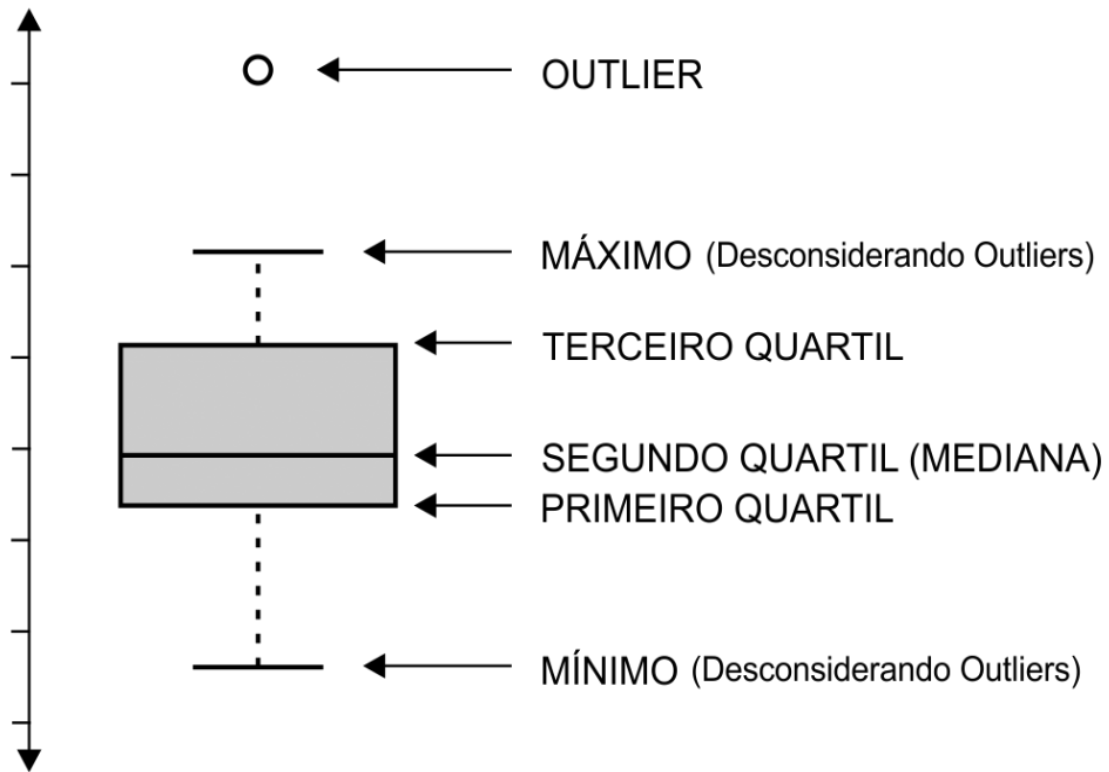 OUTLIER
MÁXIMO (Desconsiderando Outliers)
TERCEIRO QUARTIL
SEGUNDO QUARTIL (MEDIANA)
PRIMEIRO QUARTIL
MÍNIMO (Desconsiderando Outliers)